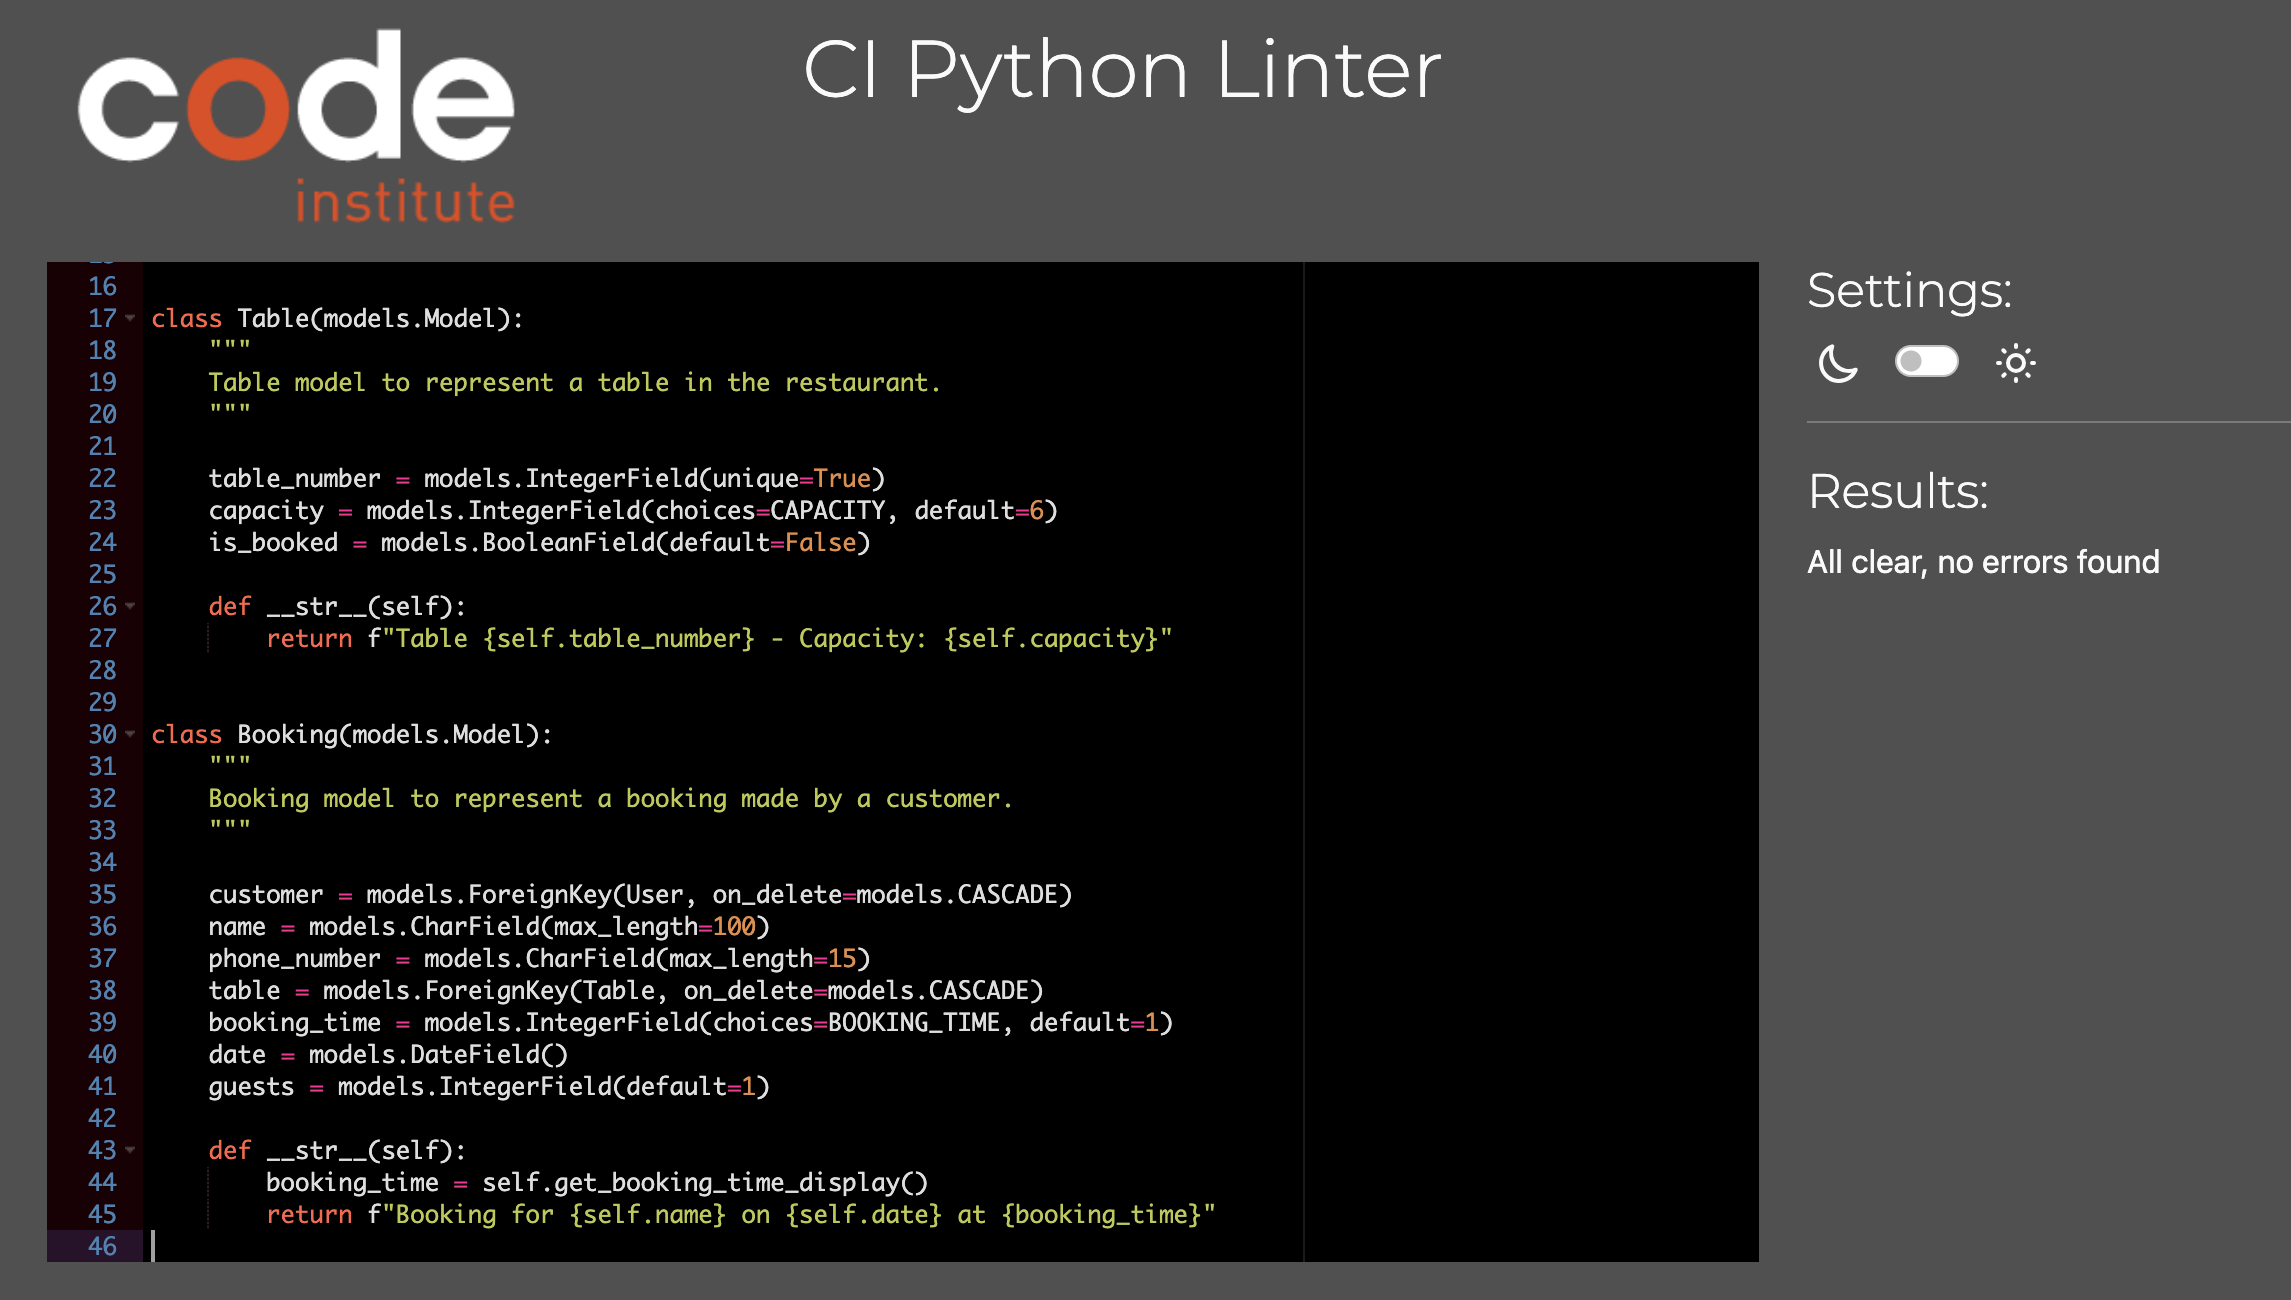 code
institute
CI Python Linter
16
17 class Table(models.Model):
18     """
19     Table model to represent a table in the restaurant.
20     """
21
22     table_number = models.IntegerField(unique=True)
23     capacity = models.IntegerField(choices=CAPACITY, default=6)
24     is_booked = models.BooleanField(default=False)
25
26     def __str__(self):
27         return f"Table {self.table_number} - Capacity: {self.capacity}"
28
29
30 class Booking(models.Model):
31     """
32     Booking model to represent a booking made by a customer.
33     """
34
35     customer = models.ForeignKey(User, on_delete=models.CASCADE)
36     name = models.CharField(max_length=100)
37     phone_number = models.CharField(max_length=15)
38     table = models.ForeignKey(Table, on_delete=models.CASCADE)
39     booking_time = models.IntegerField(choices=BOOKING_TIME, default=1)
40     date = models.DateField()
41     guests = models.IntegerField(default=1)
42
43     def __str__(self):
44         booking_time = self.get_booking_time_display()
45         return f"Booking for {self.name} on {self.date} at {booking_time}"
46
Settings:
Results:
All clear, no errors found